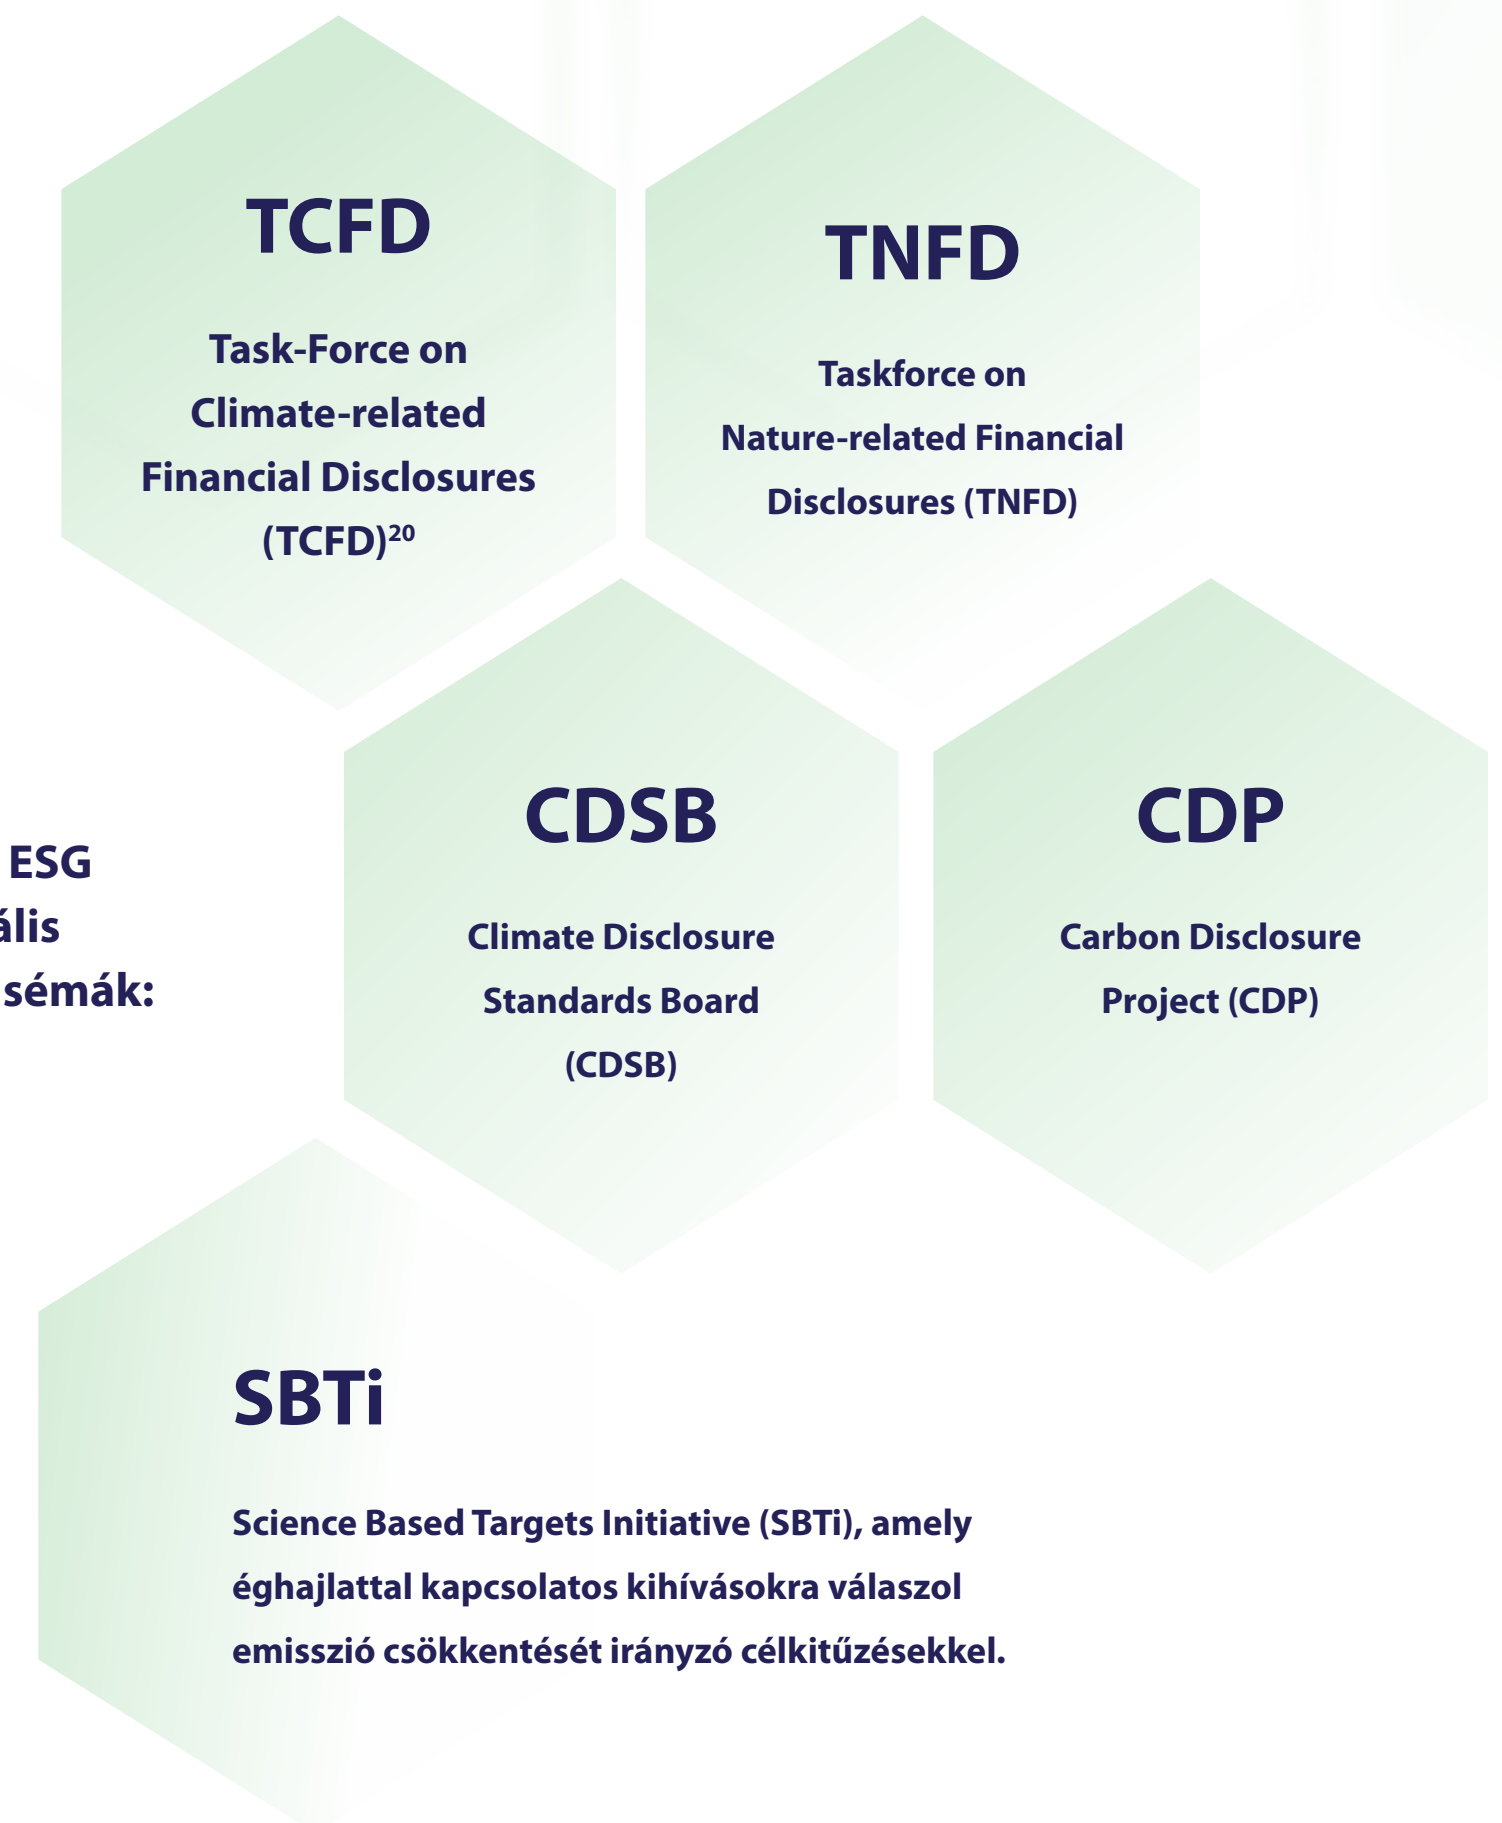 TCFD
Task-Force on
Climate-related
Financial Disclosures
(TCFD)²⁰
TNFD
Taskforce on
Nature-related Financial
Disclosures (TNFD)
ESG
sémák:
CDSB
Climate Disclosure
Standards Board
(CDSB)
CDP
Carbon Disclosure
Project (CDP)
SBTi
Science Based Targets Initiative (SBTi), amely
éghajlattal kapcsolatos kihívásokra válaszol
emisszió csökkentését irányzó célkitűzésekkel.